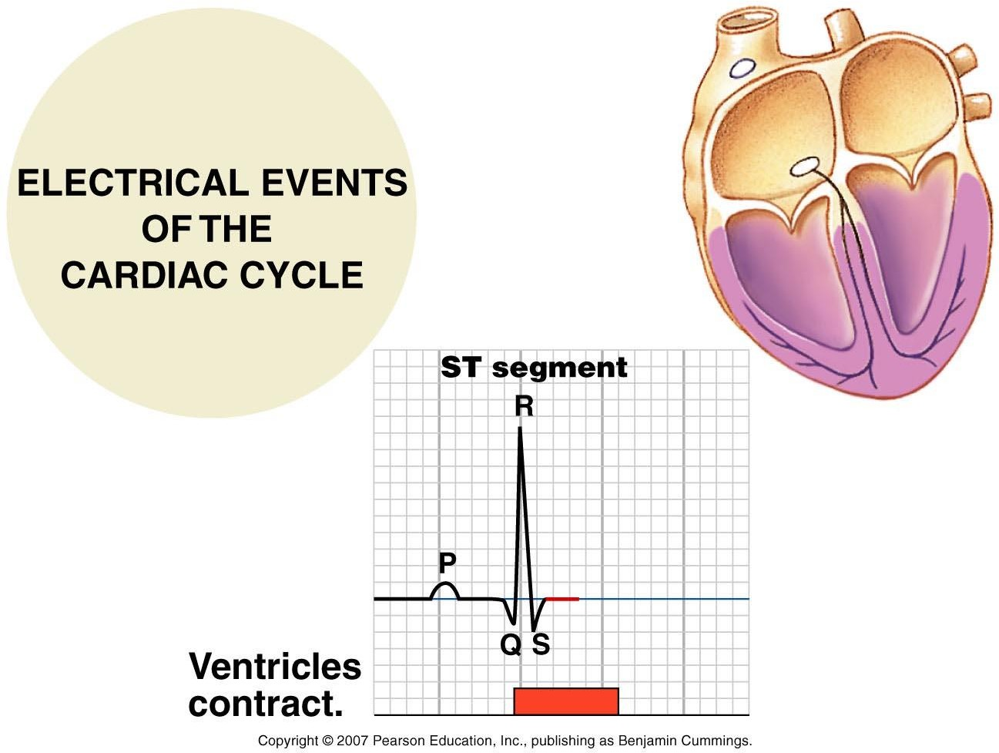 ELECTRICAL EVENTS
OF THE
CARDIAC CYCLE
ST segment
R
P
Q S
Ventricles
contract.
Copyright © 2007 Pearson Education, Inc., publishing as Benjamin Cummings.